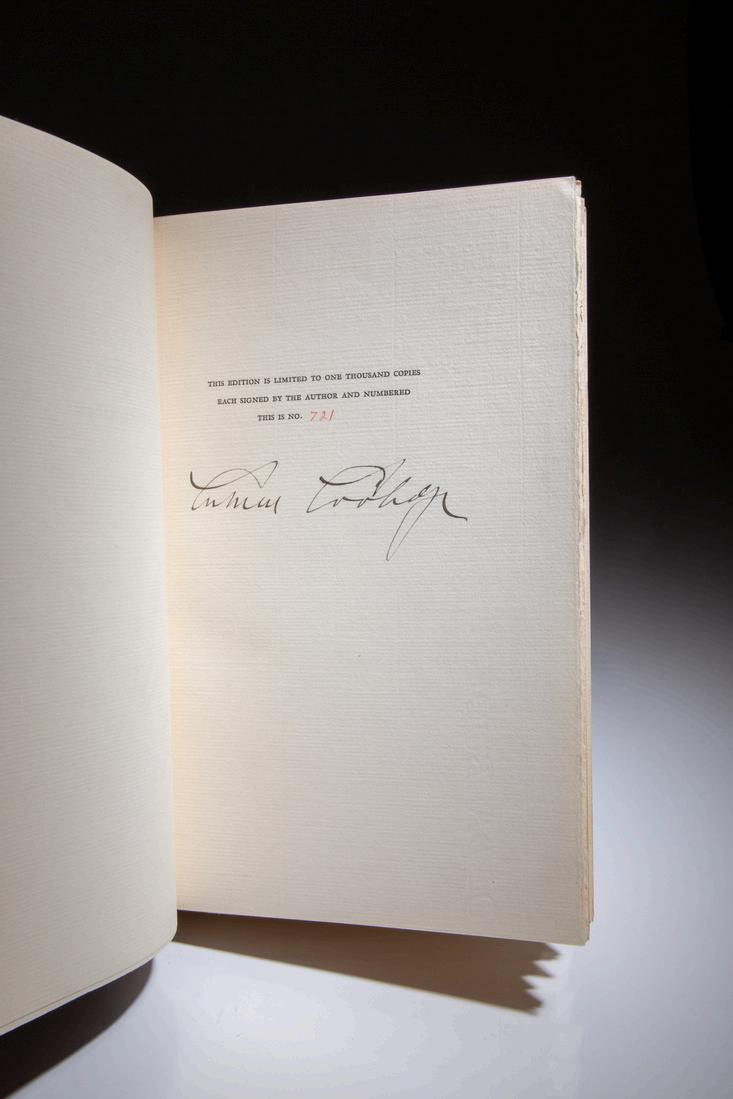 THIS EDITION IS LIMITED TO ONE THOUSAND COPIES
EACH SIGNED BY THE AUTHOR AND NUMBERED
THIS IS NO. 721
Calvin Coolidge